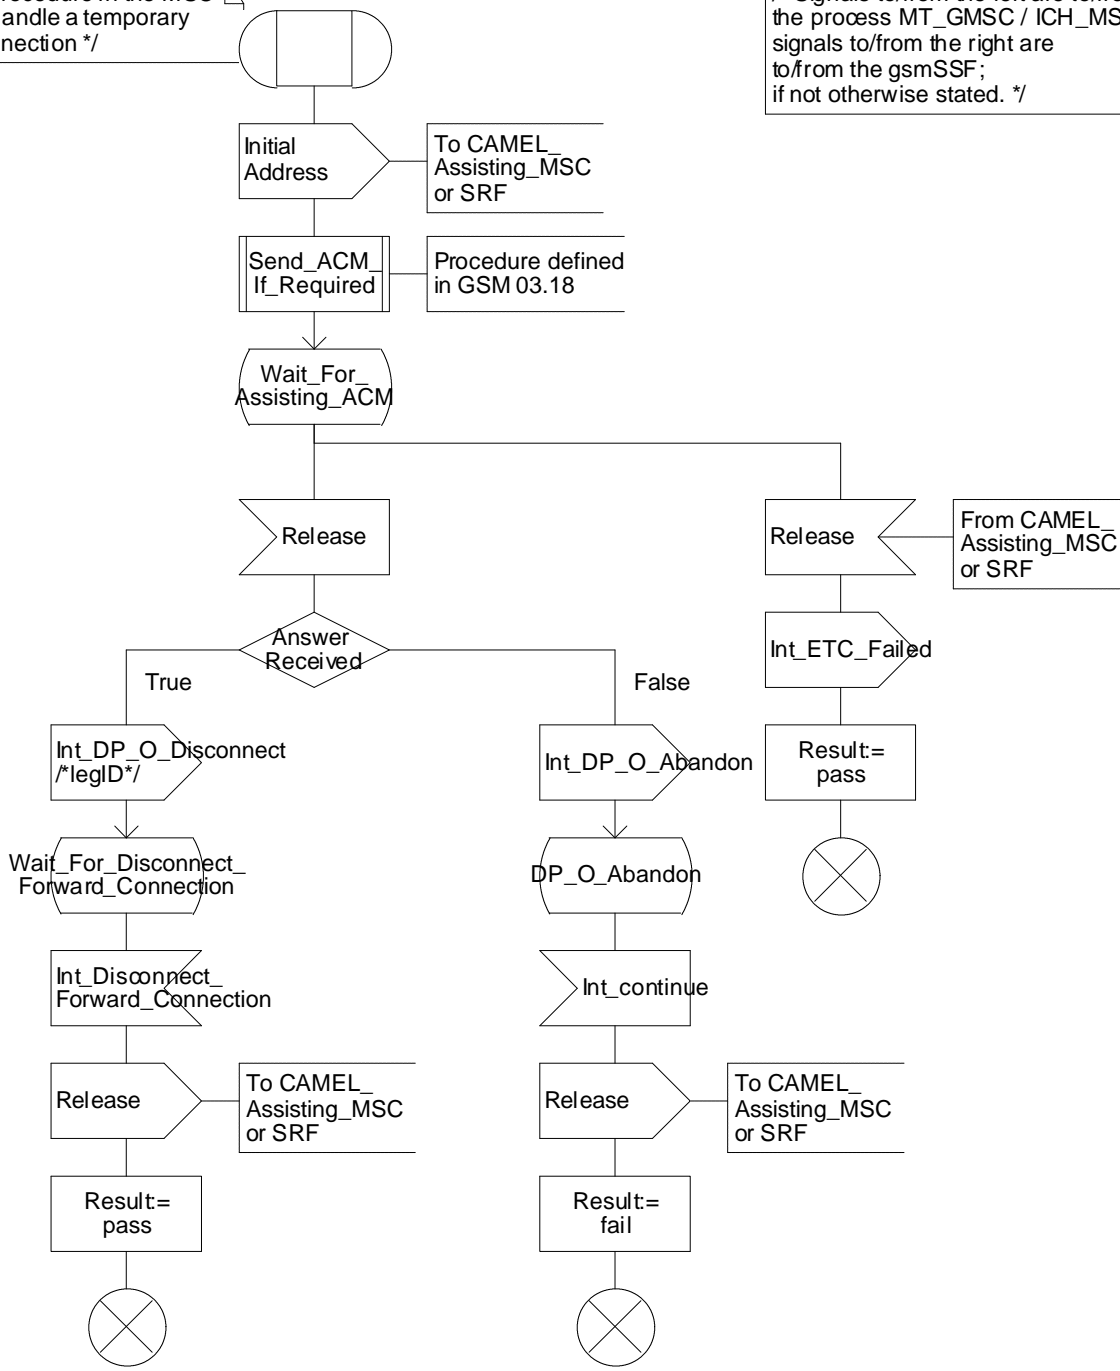 andle a temporary
nection */
the process MT_GMSC / ICH_MS
signals to/from the right are
to/from the gsmSSF;
if not otherwise stated. */
Initial
Address
To CAMEL_
Assisting_MSC
or SRF
Send_ACM_
If_Required
Procedure defined
in GSM 03.18
Wait_For_
Assisting_ACM
Release
Release
From CAMEL_
Assisting_MSC
or SRF
Answer
Received
True
False
Int_ETC_Failed
Int_DP_O_Disconnect
/*legID*/
Int_DP_O_Abandon
Result:=
pass
Wait_For_Disconnect_
Forward_Connection
DP_O_Abandon
Int_Disconnect_
Forward_Connection
Int_continue
Release
To CAMEL_
Assisting_MSC
or SRF
Release
To CAMEL_
Assisting_MSC
or SRF
Result:=
pass
Result:=
fail